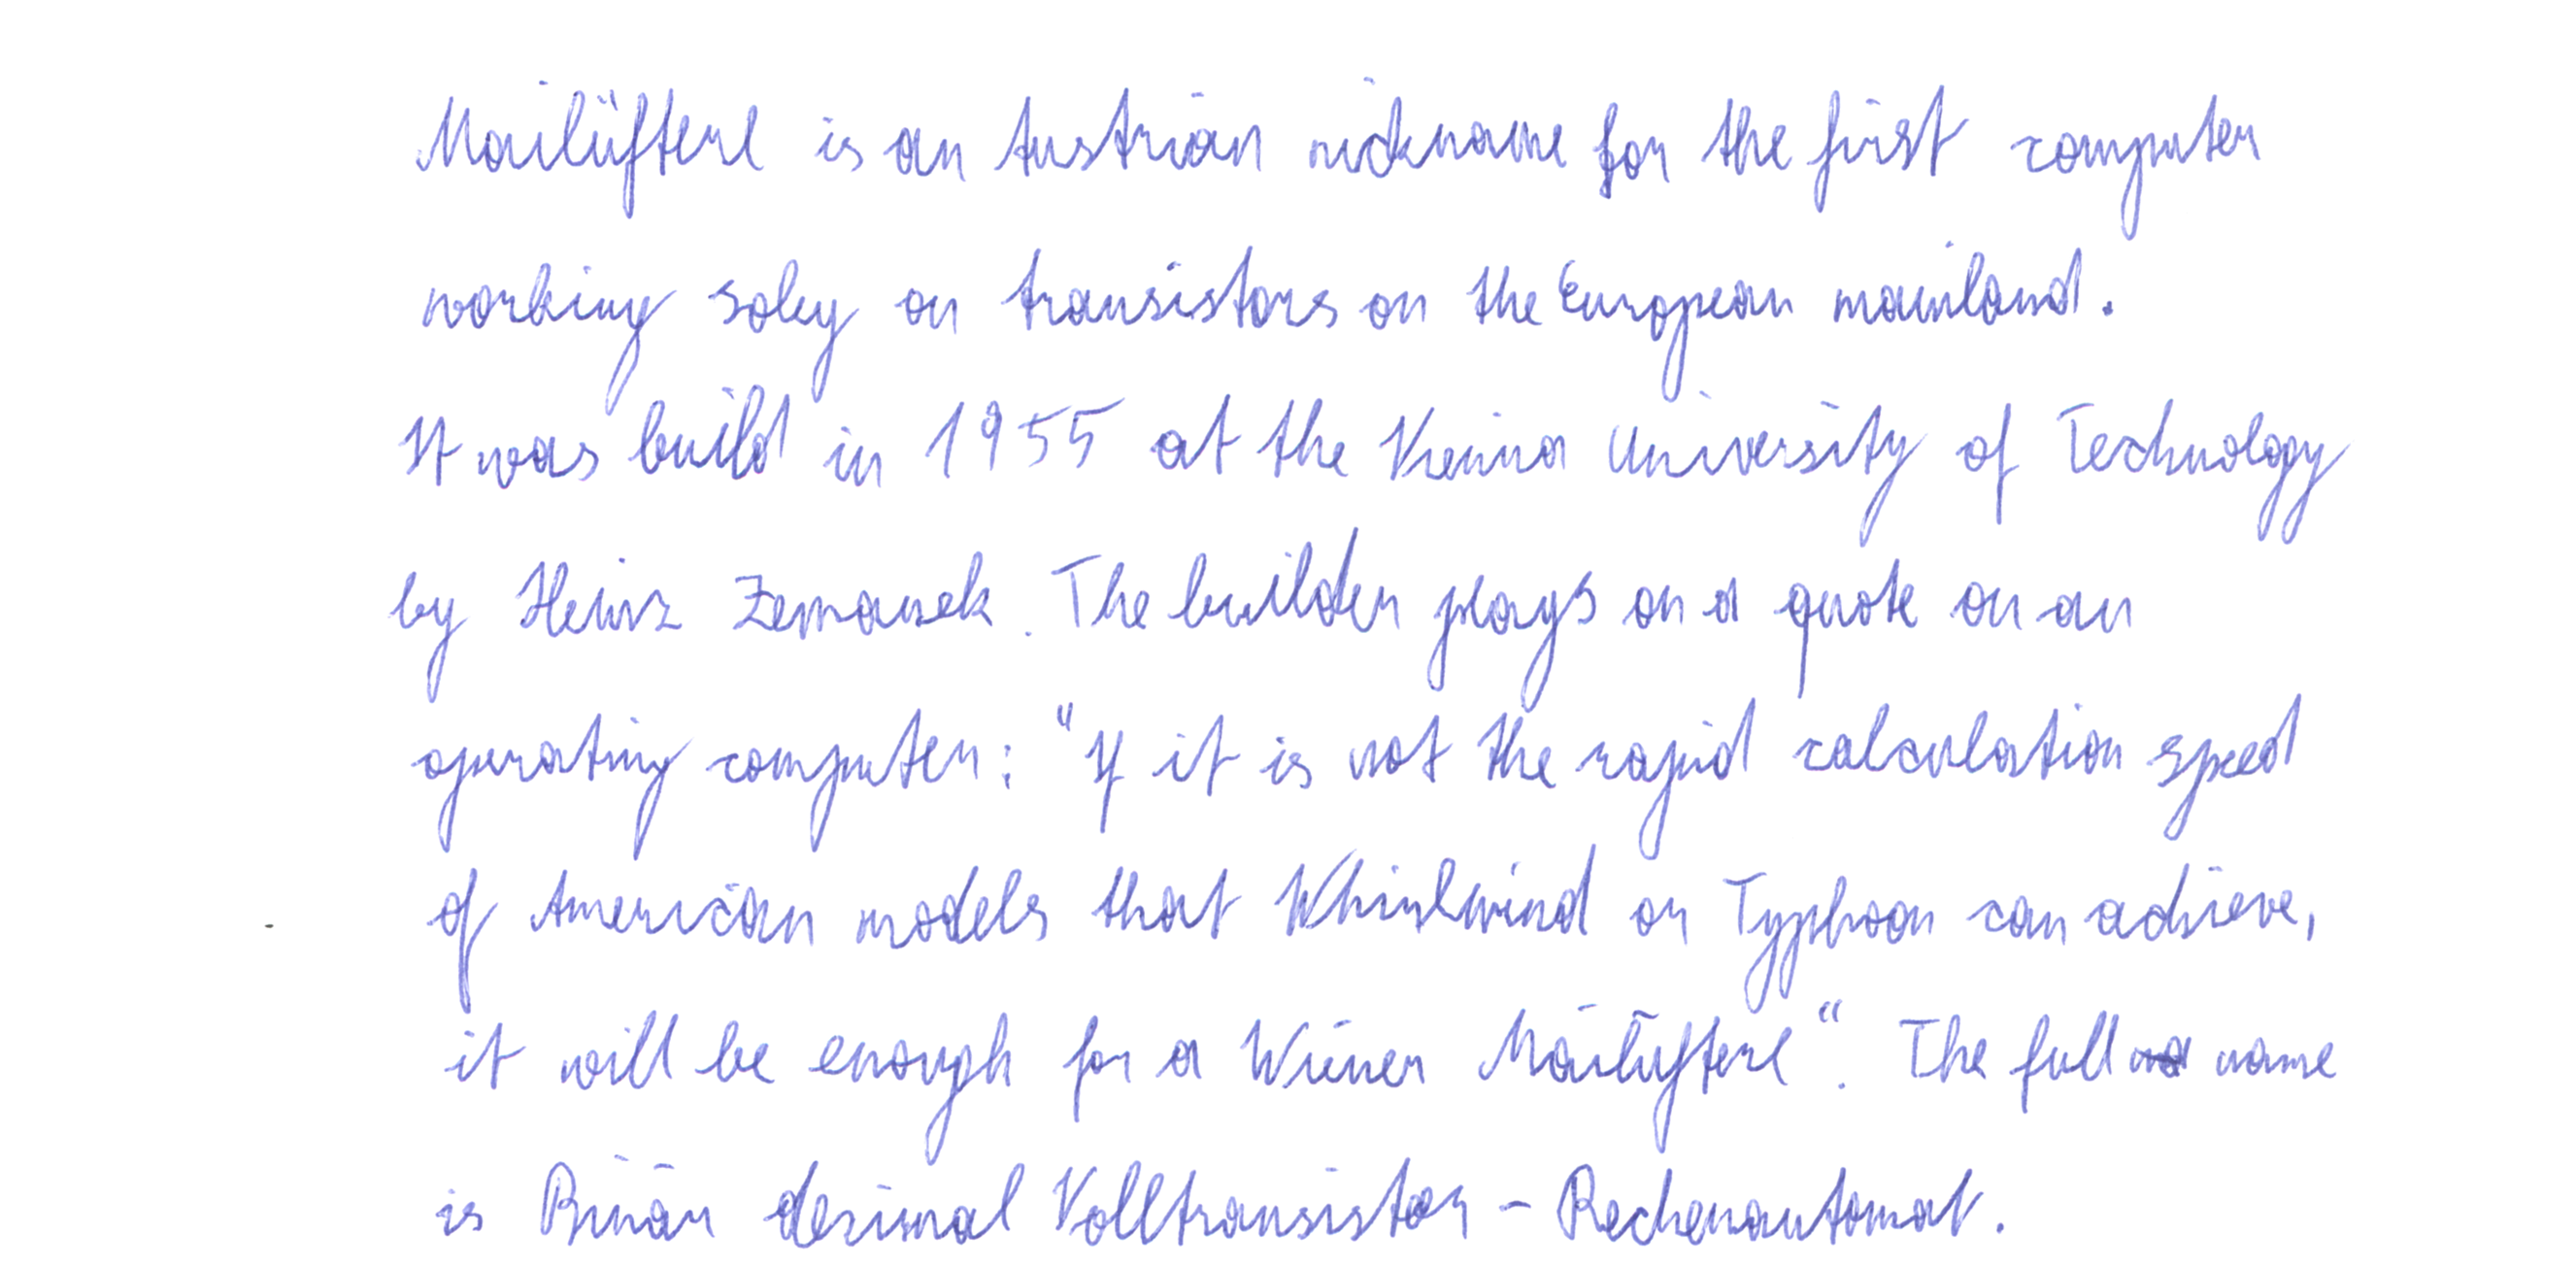 Mailüfterl is an Austrian nickname for the first computer
working soley on transistors on the European mainland.
It was build in 1955 at the Vienna University of Technology
by Heinz Zemanek. The builder plays on a quote on an
operating computer: "If it is not the rapid calculation speed
of American models that Whirlwind or Typhoon can achieve,
it will be enough for a Wiener Mailüfterl". The full name
is Binär dezimal Volltransistor - Rechenautomat.